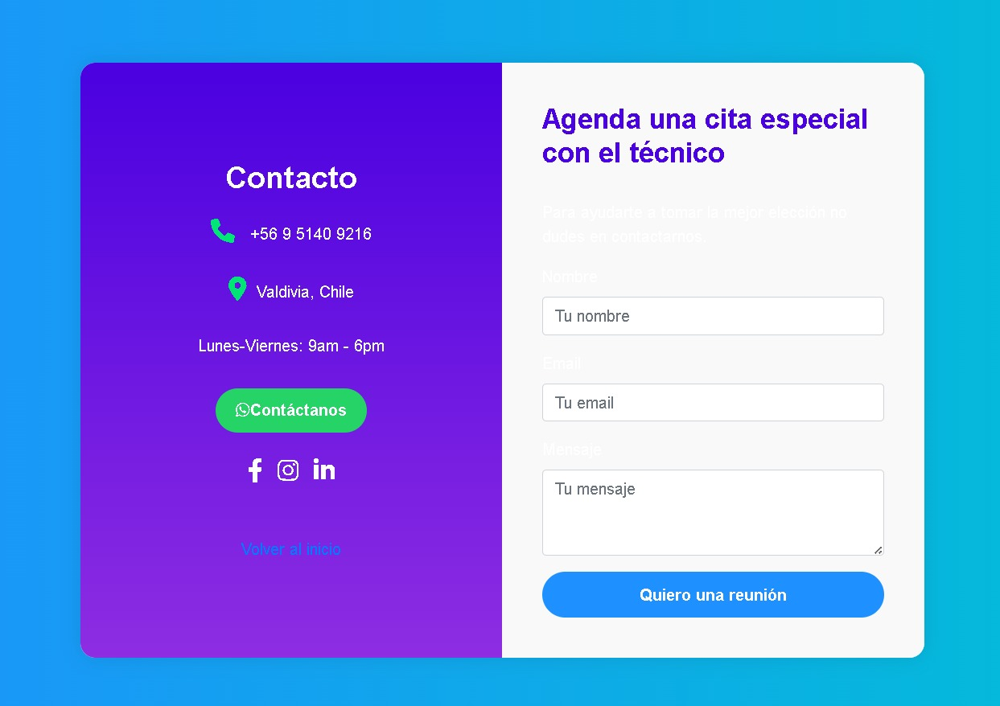 Contacto
+56 9 5140 9216
Valdivia, Chile
Lunes-Viernes: 9am - 6pm
Contáctanos
Volver al inicio
Agenda una cita especial
con el técnico
Para ayudarte a tomar la mejor elección no
dudes en contactarnos.
Nombre
Tu nombre
Email
Tu email
Mensaje
Tu mensaje
Quiero una reunión